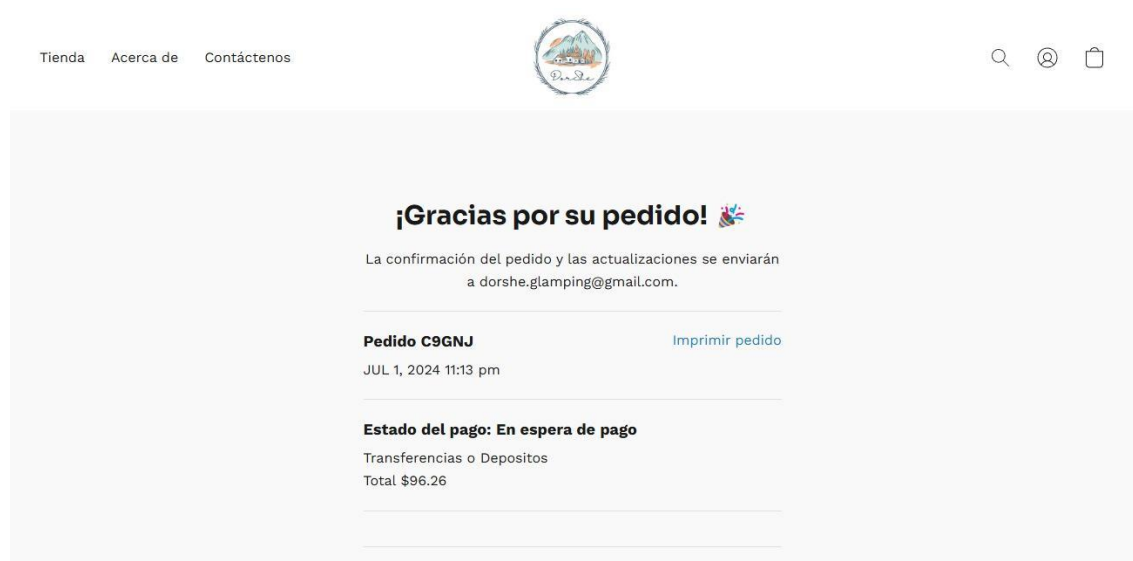 Tienda Acerca de Contáctenos
DorShe
¡Gracias por su pedido! 🎉
La confirmación del pedido y las actualizaciones se enviarán
a dorshe.glamping@gmail.com.
Pedido C9GNJ Imprimir pedido
JUL 1, 2024 11:13 pm
Estado del pago: En espera de pago
Transferencias o Depositos
Total $96.26